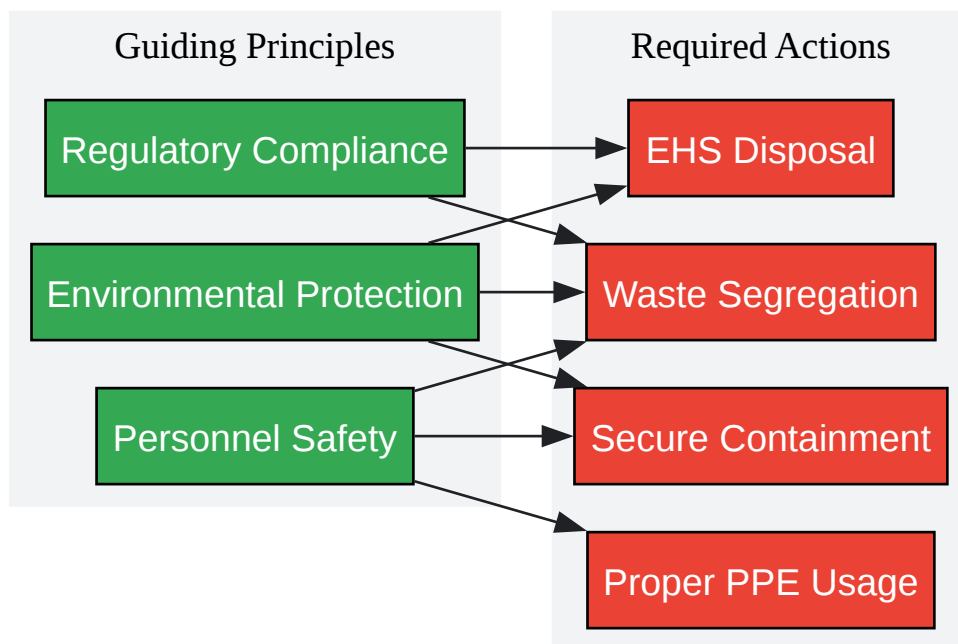 Guiding Principles
Regulatory Compliance
Environmental Protection
Personnel Safety
Required Actions
EHS Disposal
Waste Segregation
Secure Containment
Proper PPE Usage